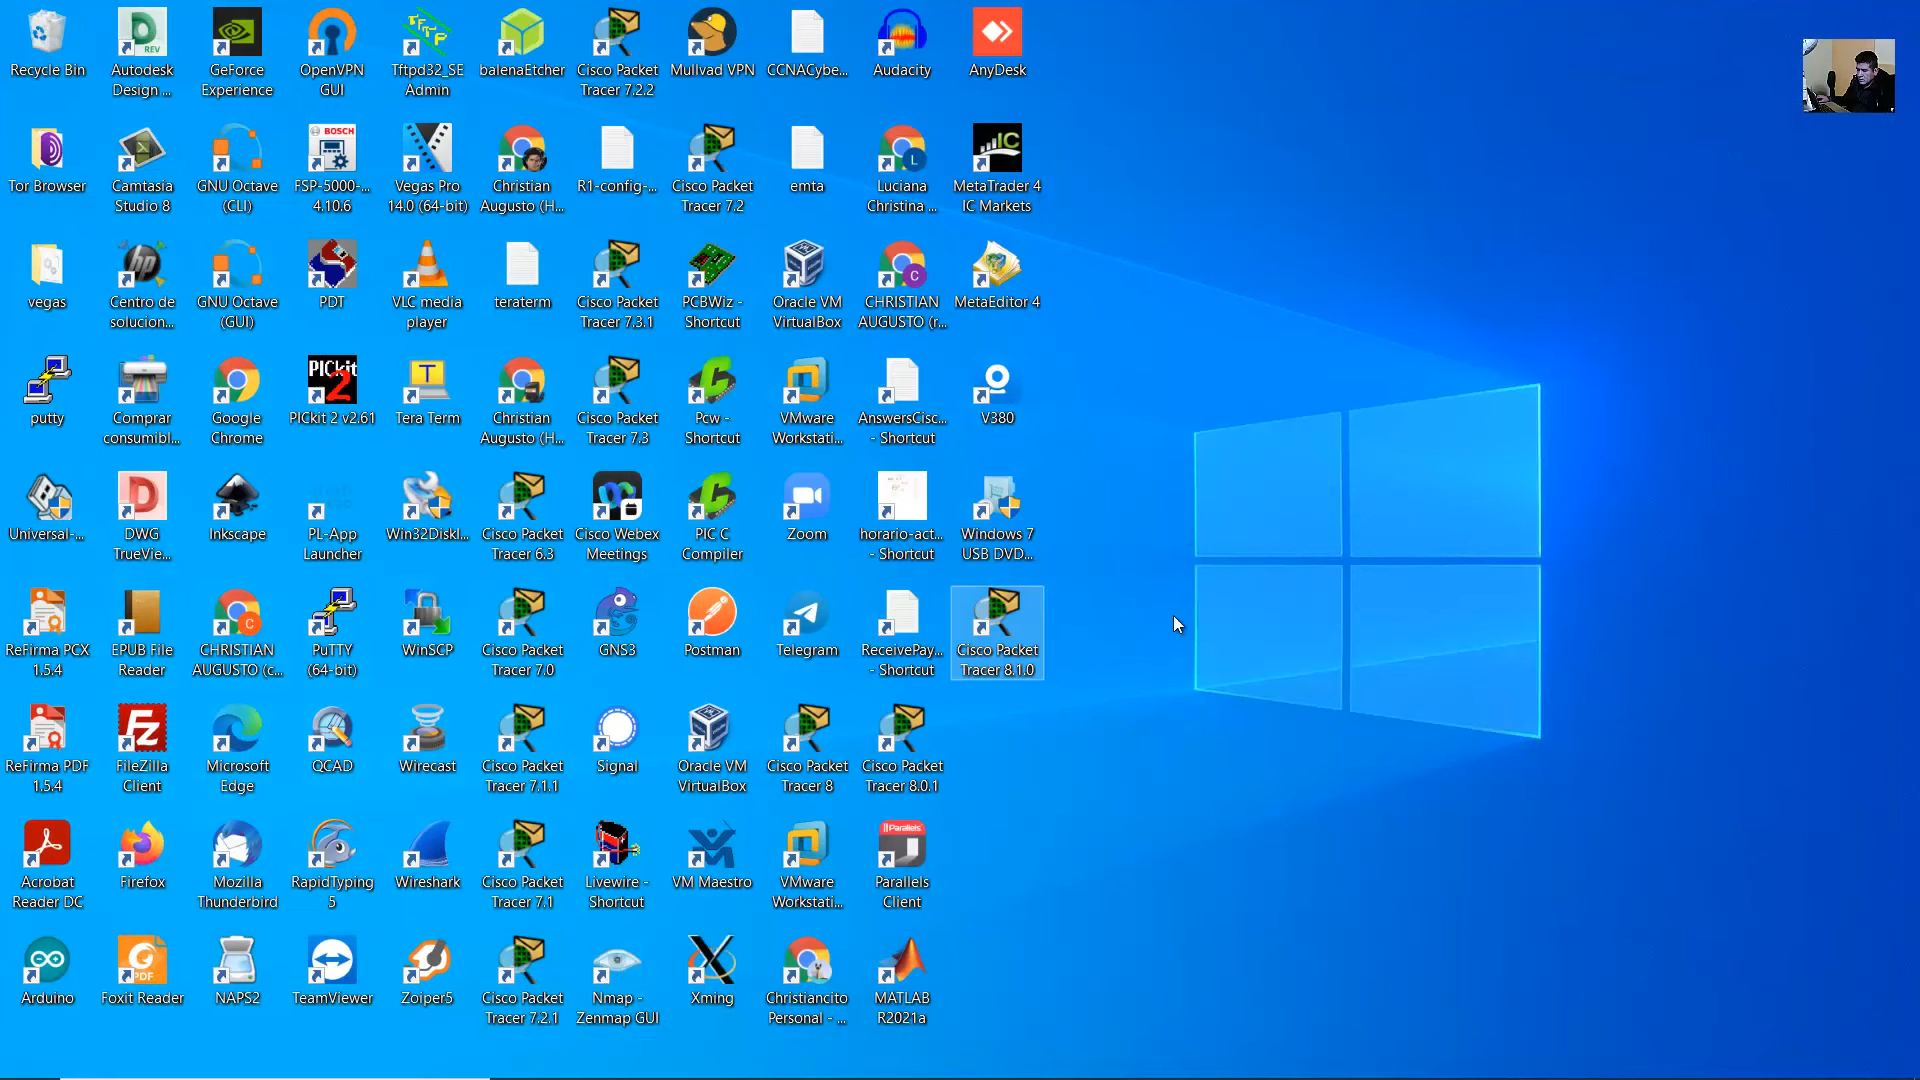 Recycle Bin
Autodesk
Design ...
GeForce
Experience
OpenVPN
GUI
Tftpd32_SE
Admin
balenaEtcher
Cisco Packet
Tracer 7.2.2
Mullvad VPN
CCNACybe...
Audacity
AnyDesk
Tor Browser
Camtasia
Studio 8
GNU Octave
(CLI)
FSP-5000-...
4.10.6
Vegas Pro
14.0 (64-bit)
Christian
Augusto (H...
R1-config-...
Cisco Packet
Tracer 7.2
emta
Luciana
Christina ...
MetaTrader 4
IC Markets
vegas
Centro de
solucion...
GNU Octave
(GUI)
PDT
VLC media
player
teraterm
Cisco Packet
Tracer 7.3.1
PCBWiz -
Shortcut
Oracle VM
VirtualBox
CHRISTIAN
AUGUSTO (r...
MetaEditor 4
putty
Comprar
consumibl...
Google
Chrome
PICkit 2 v2.61
Tera Term
Christian
Augusto (H...
Cisco Packet
Tracer 7.3
Pcw -
Shortcut
VMware
Workstati...
AnswersCisc...
- Shortcut
V380
Universal-...
DWG
TrueVie...
Inkscape
PL-App
Launcher
Win32DiskI...
Cisco Packet
Tracer 6.3
Cisco Webex
Meetings
PIC C
Compiler
Zoom
horario-act...
- Shortcut
Windows 7
USB DVD...
ReFirma PCX
1.5.4
EPUB File
Reader
CHRISTIAN
AUGUSTO (c...
PuTTY
(64-bit)
WinSCP
Cisco Packet
Tracer 7.0
GNS3
Postman
Telegram
ReceivePay...
- Shortcut
Cisco Packet
Tracer 8.1.0
ReFirma PDF
1.5.4
FileZilla
Client
Microsoft
Edge
QCAD
Wirecast
Cisco Packet
Tracer 7.1.1
Signal
Oracle VM
VirtualBox
Cisco Packet
Tracer 8
Cisco Packet
Tracer 8.0.1
Acrobat
Reader DC
Firefox
Mozilla
Thunderbird
RapidTyping
5
Wireshark
Cisco Packet
Tracer 7.1
Livewire -
Shortcut
VM Maestro
VMware
Workstati...
Parallels
Client
Arduino
Foxit Reader
NAPS2
TeamViewer
Zoiper5
Cisco Packet
Tracer 7.2.1
Nmap -
Zenmap GUI
Xming
Christiancito
Personal - ...
MATLAB
R2021a